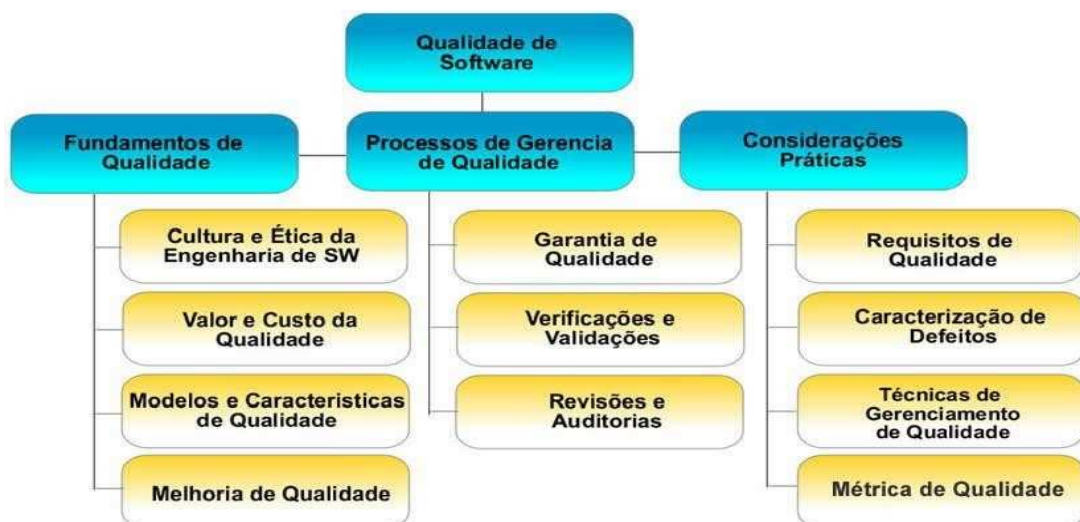 Qualidade de
Software
Fundamentos de
Qualidade
Processos de Gerencia
de Qualidade
Considerações
Práticas
Cultura e Ética da
Engenharia de SW
Valor e Custo da
Qualidade
Modelos e Caracteristicas
de Qualidade
Melhoria de Qualidade
Garantia de
Qualidade
Verificações e
Validações
Revisões e
Auditorias
Requisitos de
Qualidade
Caracterização de
Defeitos
Técnicas de
Gerenciamento
de Qualidade
Métrica de Qualidade